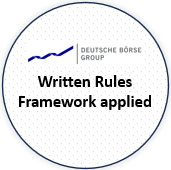 DEUTSCHE BÖRSE
GROUP
Written Rules
Framework applied